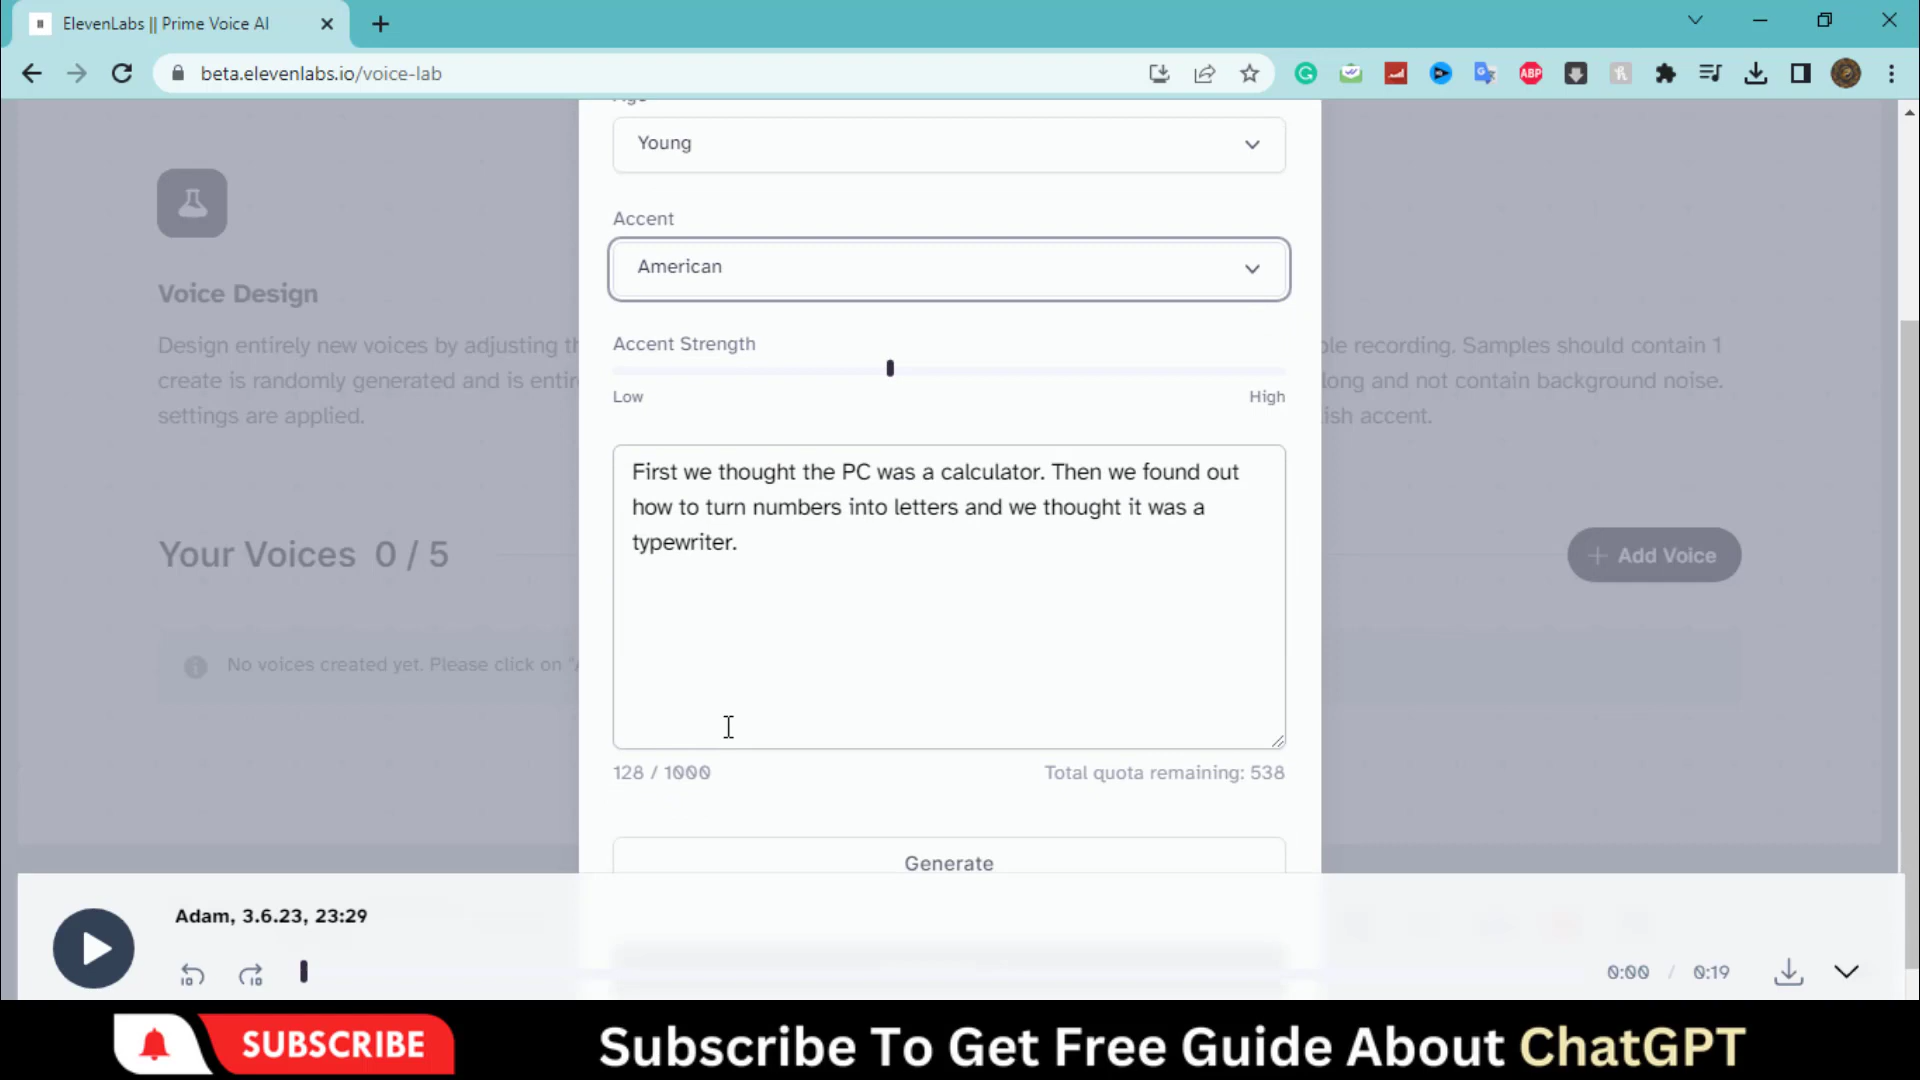 ElevenLabs || Prime Voice AI
beta.elevenlabs.io/voice-lab
ABP
Age
Young
Accent
American
Voice Design
Accent Strength
Design entirely new voices by adjusting th
ple recording. Samples should contain 1
create is randomly generated and is entir
long and not contain background noise.
Low
High
settings are applied.
ish accent.
First we thought the PC was a calculator. Then we found out
how to turn numbers into letters and we thought it was a
typewriter.
Your Voices 0 / 5
+ Add Voice
No voices created yet. Please click on "A
128 / 1000
Total quota remaining: 538
Generate
Adam, 3.6.23, 23:29
10
10
0:00 / 0:19
SUBSCRIBE
Subscribe To Get Free Guide About ChatGPT